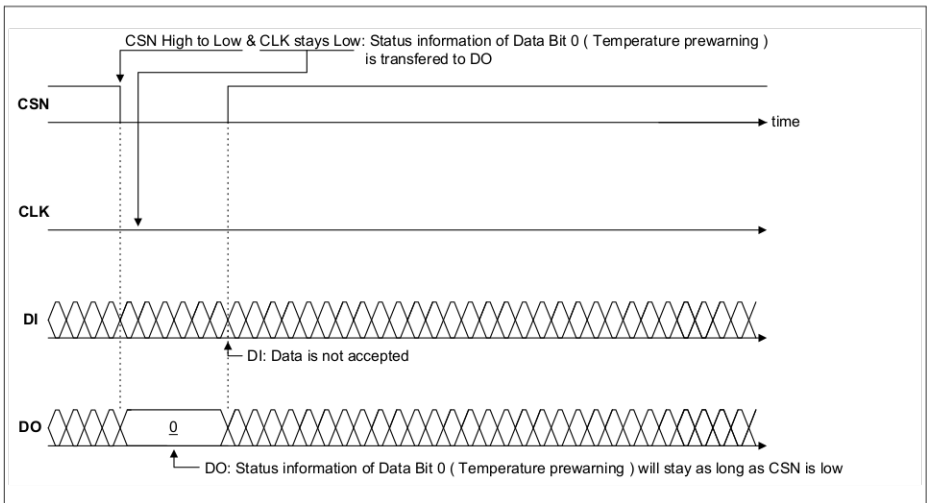 CSN High to Low & CLK stays Low: Status information of Data Bit 0 ( Temperature prewarning )
is transfered to DO
CSN
time
CLK
DI
DI: Data is not accepted
DO
0
DO: Status information of Data Bit 0 ( Temperature prewarning ) will stay as long as CSN is low